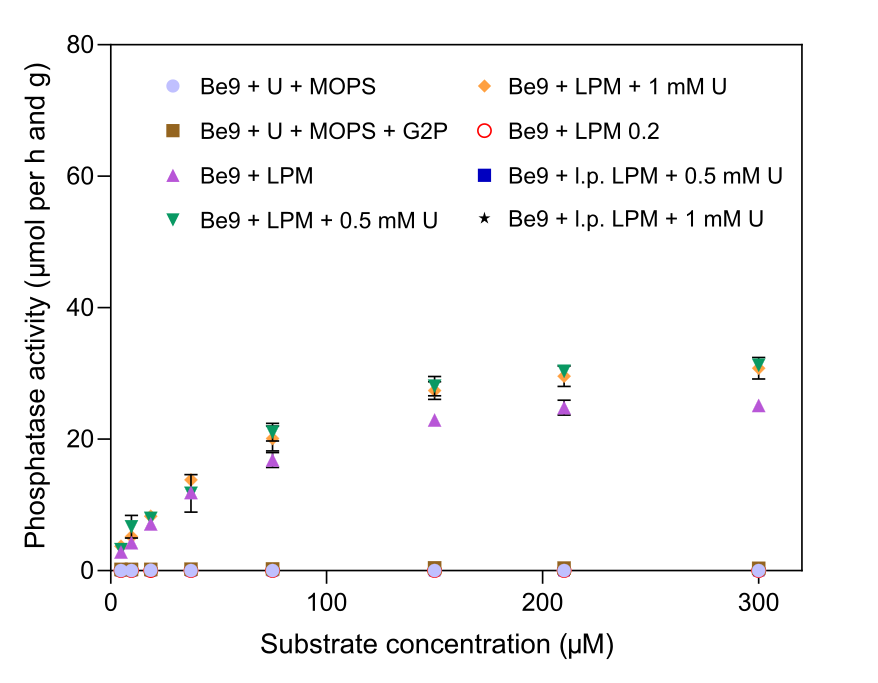 80
60
40
20
0
Phosphatase activity (µmol per h and g)
Be9 + U + MOPS
Be9 + U + MOPS + G2P
Be9 + LPM
Be9 + LPM + 0.5 mM U
Be9 + LPM + 1 mM U
Be9 + LPM 0.2
Be9 + I.p. LPM + 0.5 mM U
Be9 + I.p. LPM + 1 mM U
0 100 200 300
Substrate concentration (µM)